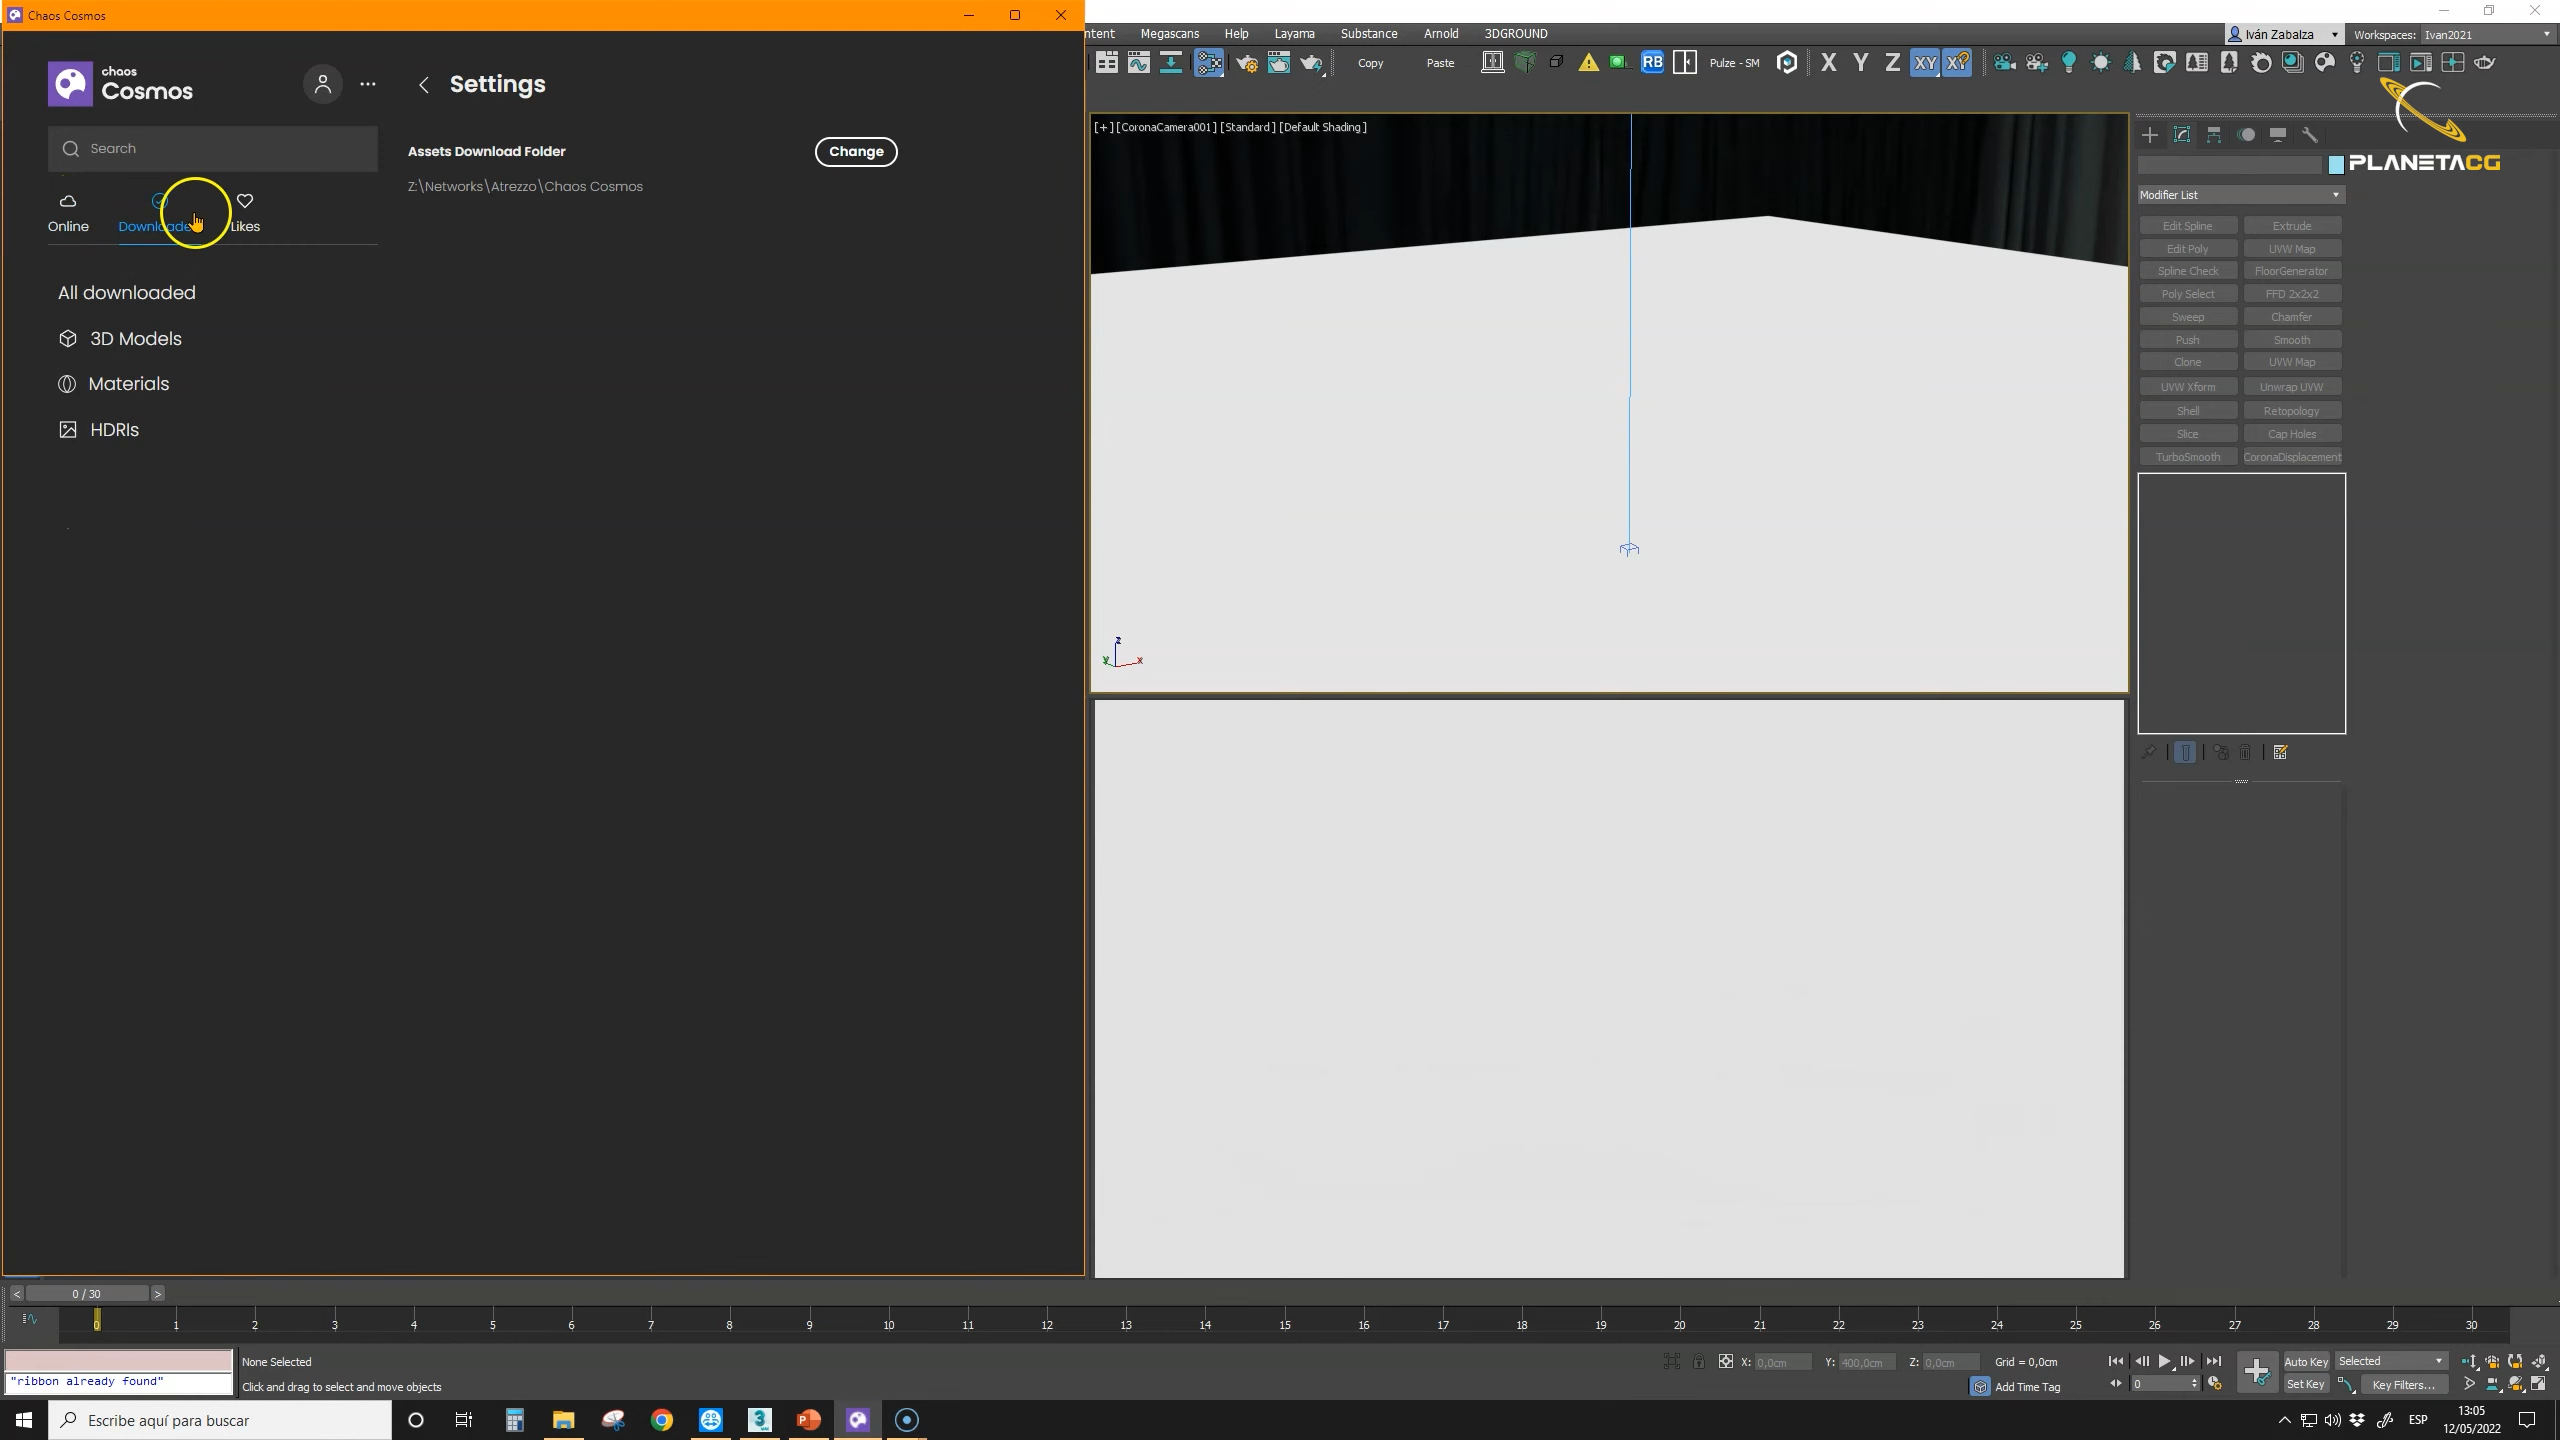 Chaos Cosmos
chaos
Cosmos
Settings
Search
Assets Download Folder
Change
Z:\Networks\Atrezzo\Chaos Cosmos
Online
Downloaded
Likes
All downloaded
3D Models
Materials
HDRIs
Megascans
Help
Layama
Substance
Arnold
3DGROUND
Iván Zabalza
Workspaces:
Ivan2021
Copy
Paste
RB
Pulze - SM
X
Y
Z
XY
[+] [CoronaCamera001] [Standard] [Default Shading]
z
y
x
PLANETACG
Modifier List
Edit Spline
Extrude
Edit Poly
UVW Map
Spline Check
FloorGenerator
Poly Select
FFD 2x2x2
Sweep
Chamfer
Push
Smooth
Clone
UVW Map
UVW Xform
Unwrap UVW
Shell
Retopology
Slice
Cap Holes
TurboSmooth
CoronaDisplacement
< 0 / 30 >
0 1 2 3 4 5 6 7 8 9 10 11 12 13 14 15 16 17 18 19 20 21 22 23 24 25 26 27 28 29 30
None Selected
"ribbon already found"
Click and drag to select and move objects
X: 0,0cm Y: 400,0cm Z: 0,0cm Grid = 0,0cm
Add Time Tag
0
Auto Key
Selected
Set Key
Key Filters...
Escribe aquí para buscar
ESP
13:05
12/05/2022